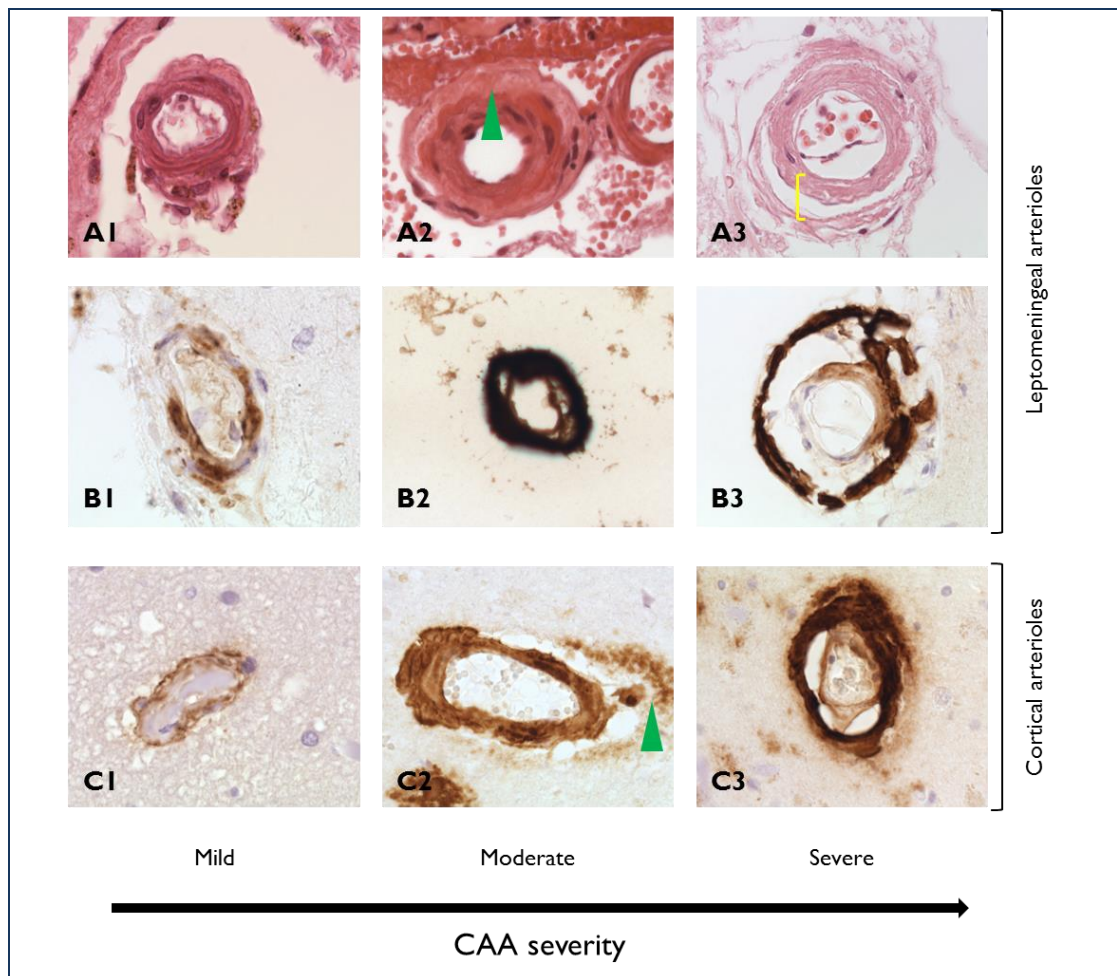 A1
A2
A3
Leptomeningeal arterioles
B1
B2
B3
C1
C2
C3
Cortical arterioles
Mild
Moderate
Severe
CAA severity